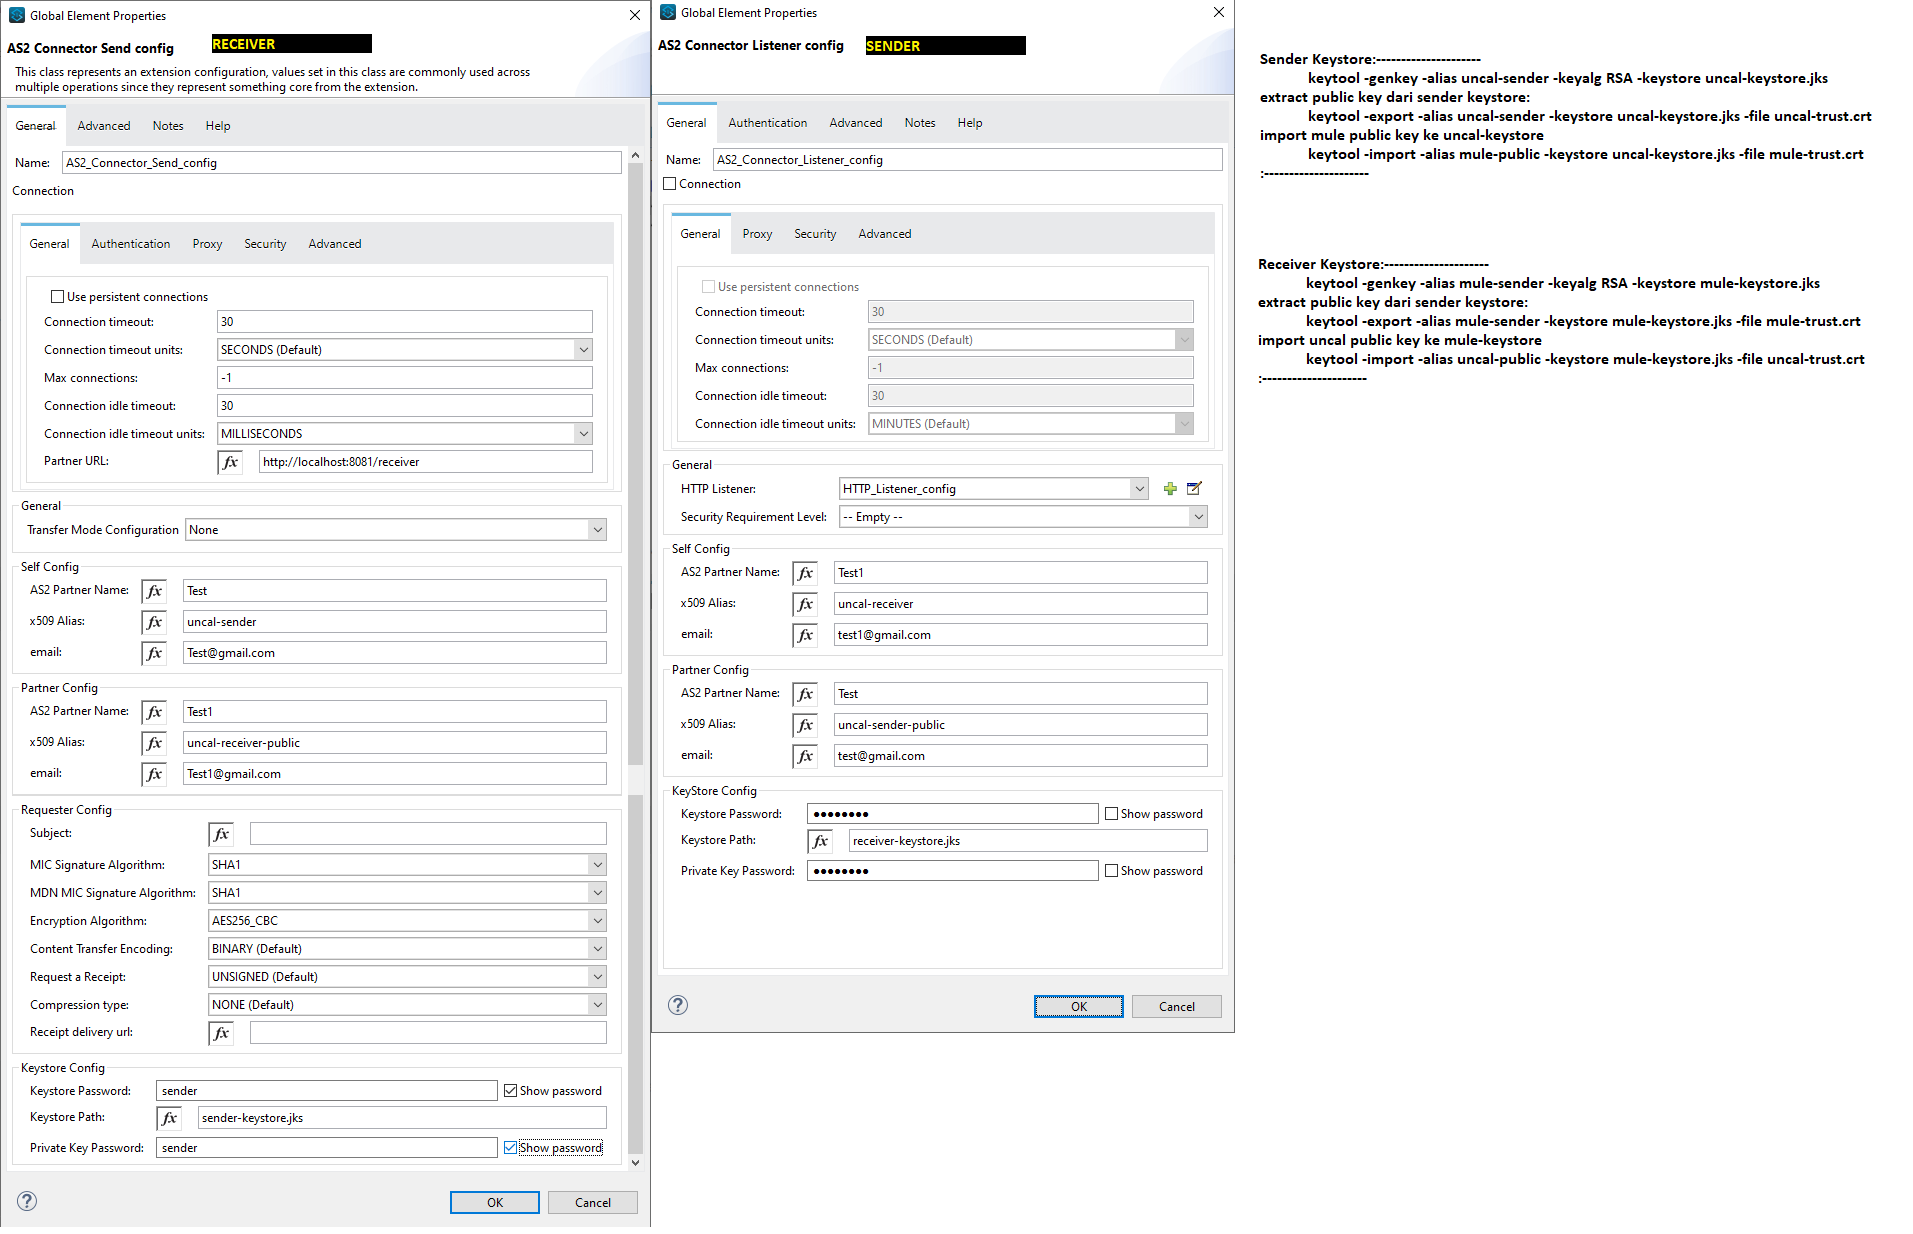 Global Element Properties
AS2 Connector Send config
RECEIVER
This class represents an extension configuration, values set in this class are commonly used across
multiple operations since they represent something core from the extension.
General Advanced Notes Help
Name: AS2_Connector_Send_config
Connection
General Authentication Proxy Security Advanced
Use persistent connections
Connection timeout: 30
Connection timeout units: SECONDS (Default)
Max connections: -1
Connection idle timeout: 30
Connection idle timeout units: MILLISECONDS
Partner URL: fx http://localhost:8081/receiver
General
Transfer Mode Configuration None
Self Config
AS2 Partner Name: fx Test
x509 Alias: fx uncal-sender
email: fx Test@gmail.com
Partner Config
AS2 Partner Name: fx Test1
x509 Alias: fx uncal-receiver-public
email: fx Test1@gmail.com
Requester Config
Subject: fx
MIC Signature Algorithm: SHA1
MDN MIC Signature Algorithm: SHA1
Encryption Algorithm: AES256_CBC
Content Transfer Encoding: BINARY (Default)
Request a Receipt: UNSIGNED (Default)
Compression type: NONE (Default)
Receipt delivery url: fx
Keystore Config
Keystore Password: sender Show password
Keystore Path: fx sender-keystore.jks
Private Key Password: sender Show password
? OK Cancel
Global Element Properties
AS2 Connector Listener config
SENDER
General Authentication Advanced Notes Help
Name: AS2_Connector_Listener_config
Connection
General Proxy Security Advanced
Use persistent connections
Connection timeout: 30
Connection timeout units: SECONDS (Default)
Max connections: -1
Connection idle timeout: 30
Connection idle timeout units: MINUTES (Default)
General
HTTP Listener: HTTP_Listener_config
Security Requirement Level: -- Empty --
Self Config
AS2 Partner Name: fx Test1
x509 Alias: fx uncal-receiver
email: fx test1@gmail.com
Partner Config
AS2 Partner Name: fx Test
x509 Alias: fx uncal-sender-public
email: fx test@gmail.com
KeyStore Config
Keystore Password: ●●●●●●●● Show password
Keystore Path: fx receiver-keystore.jks
Private Key Password: ●●●●●●●● Show password
? OK Cancel
Sender Keystore:---------------------
keytool -genkey -alias uncal-sender -keyalg RSA -keystore uncal-keystore.jks
extract public key dari sender keystore:
keytool -export -alias uncal-sender -keystore uncal-keystore.jks -file uncal-trust.crt
import mule public key ke uncal-keystore
keytool -import -alias mule-public -keystore uncal-keystore.jks -file mule-trust.crt
:---------------------
Receiver Keystore:---------------------
keytool -genkey -alias mule-sender -keyalg RSA -keystore mule-keystore.jks
extract public key dari sender keystore:
keytool -export -alias mule-sender -keystore mule-keystore.jks -file mule-trust.crt
import uncal public key ke mule-keystore
keytool -import -alias uncal-public -keystore mule-keystore.jks -file uncal-trust.crt
:---------------------